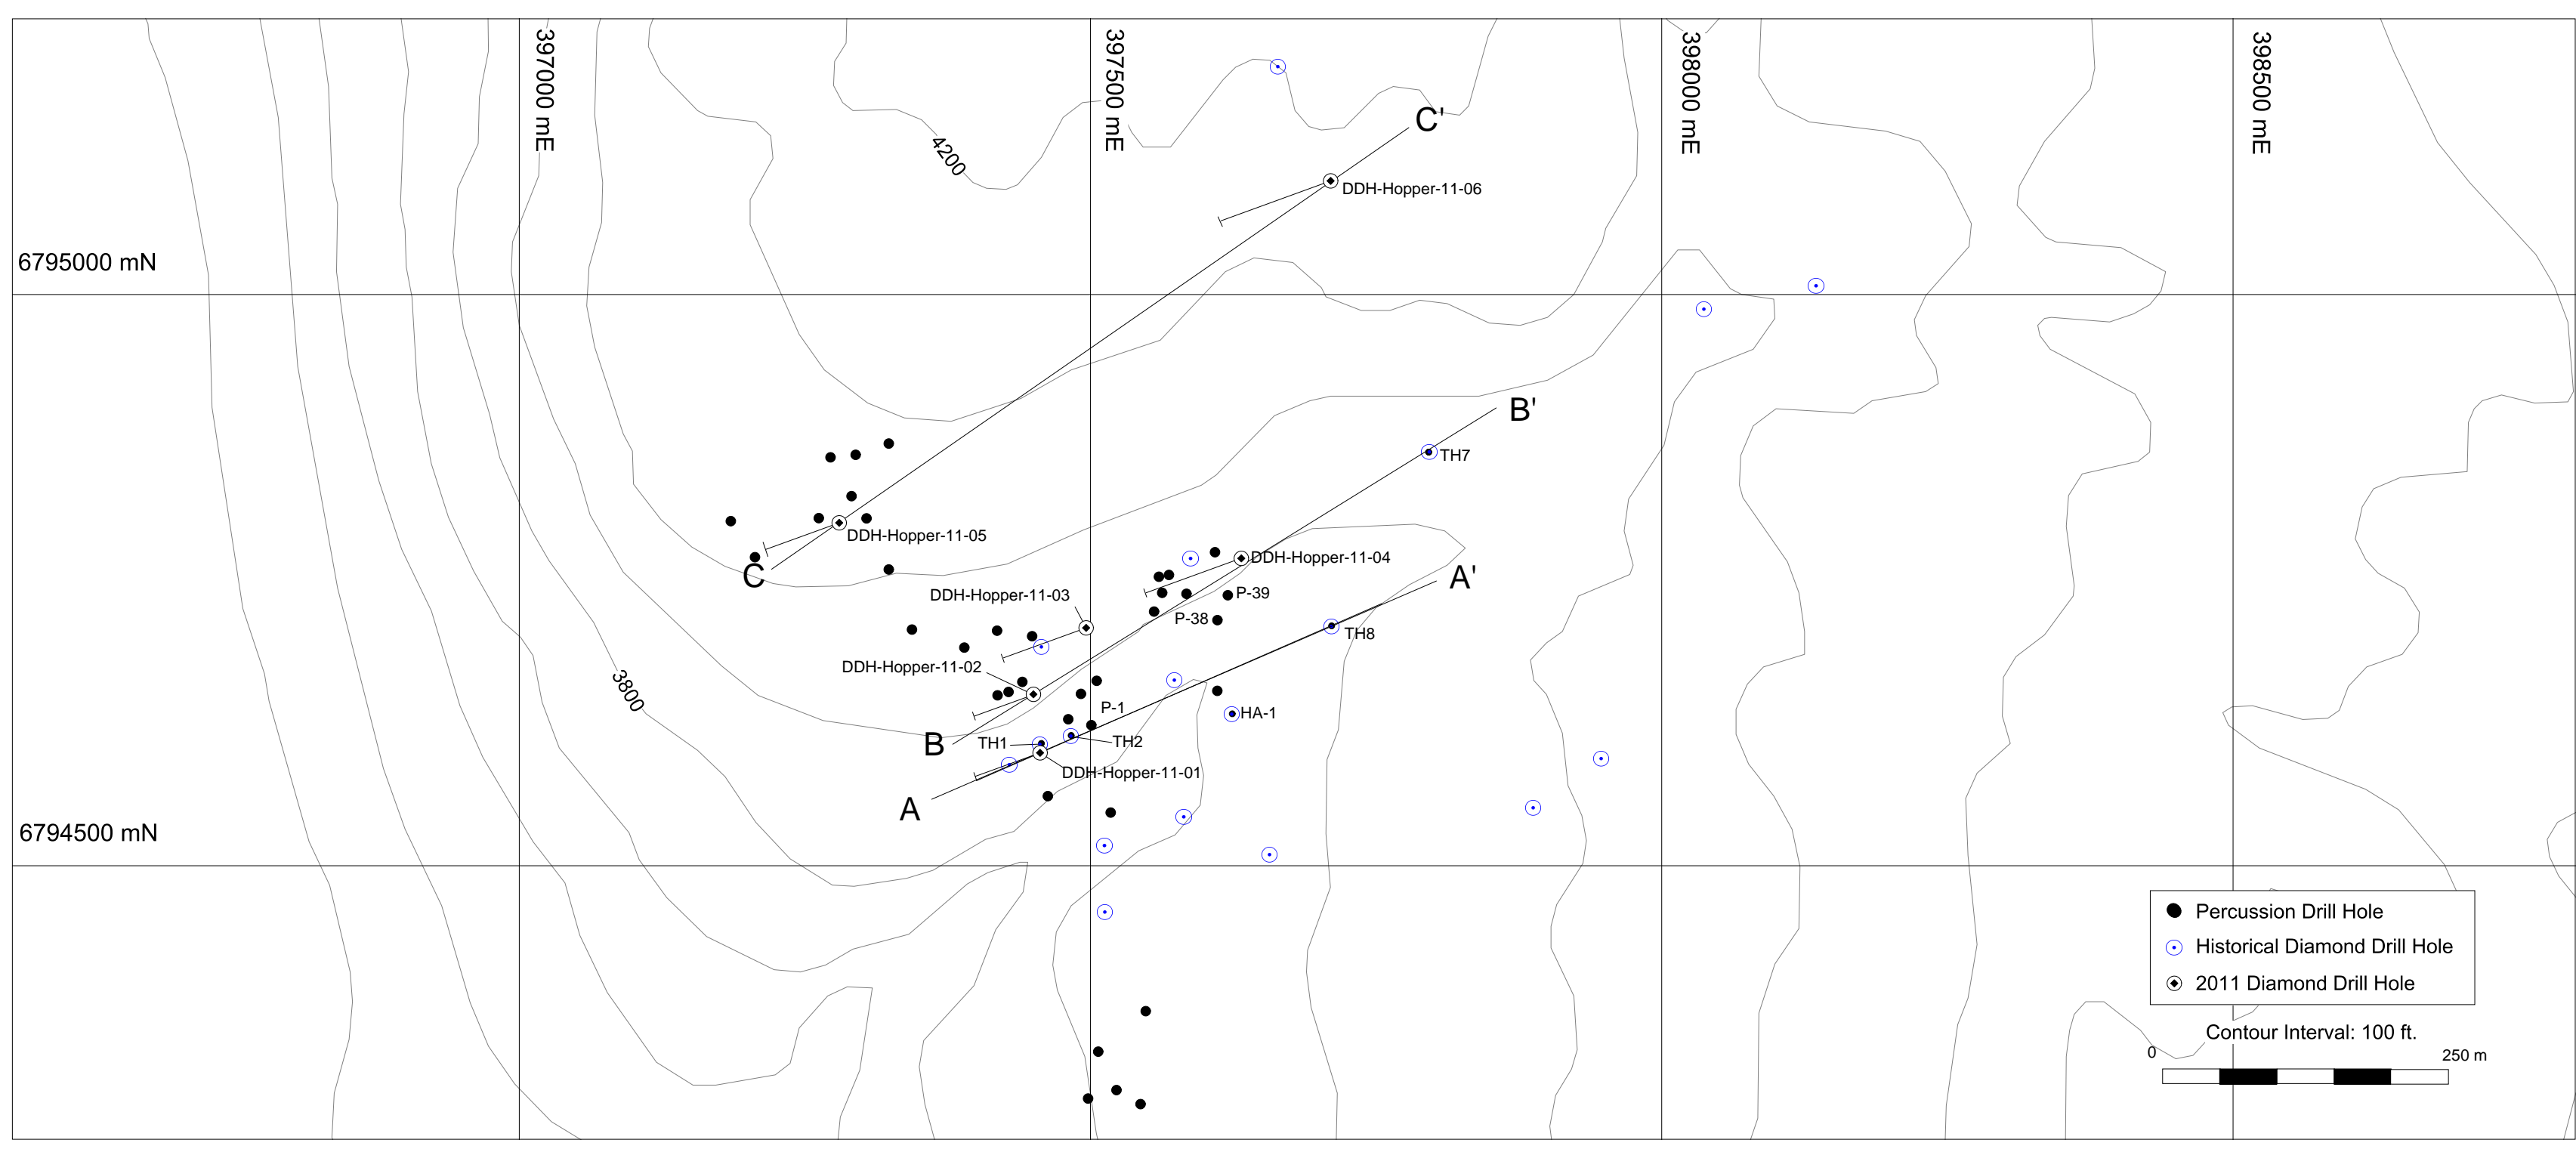 397000 mE
397500 mE
398000 mE
398500 mE
C'
4200
DDH-Hopper-11-06
6795000 mN
B'
TH7
DDH-Hopper-11-05
C
DDH-Hopper-11-04
A'
DDH-Hopper-11-03
P-39
P-38
TH8
DDH-Hopper-11-02
3800
P-1
HA-1
B
TH1
TH2
DDH-Hopper-11-01
A
6794500 mN
Percussion Drill Hole
Historical Diamond Drill Hole
2011 Diamond Drill Hole
Contour Interval: 100 ft.
0
250 m